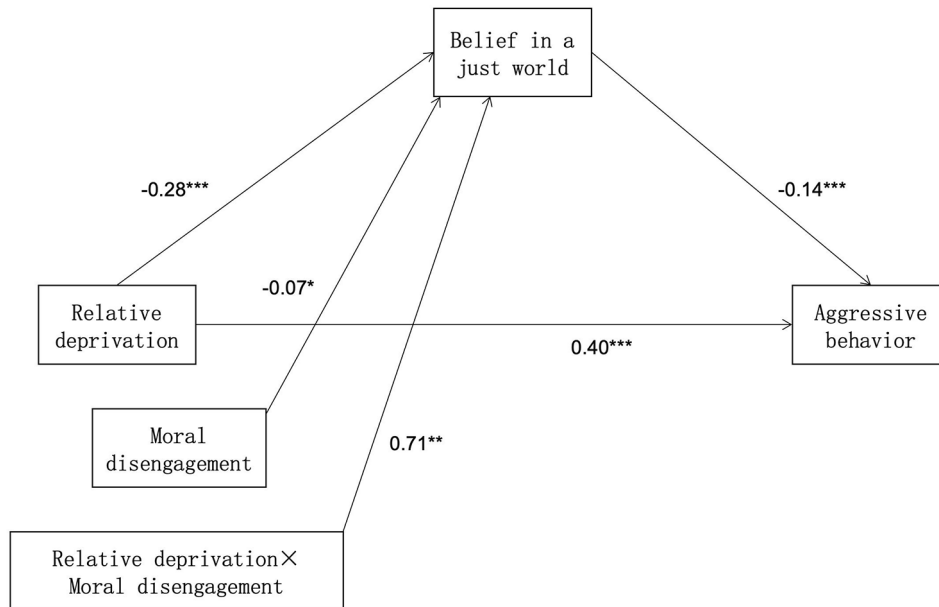 Belief in a
just world
-0.28***
-0.14***
-0.07*
Relative
deprivation
Aggressive
behavior
0.40***
Moral
disengagement
0.71**
Relative deprivation×
Moral disengagement